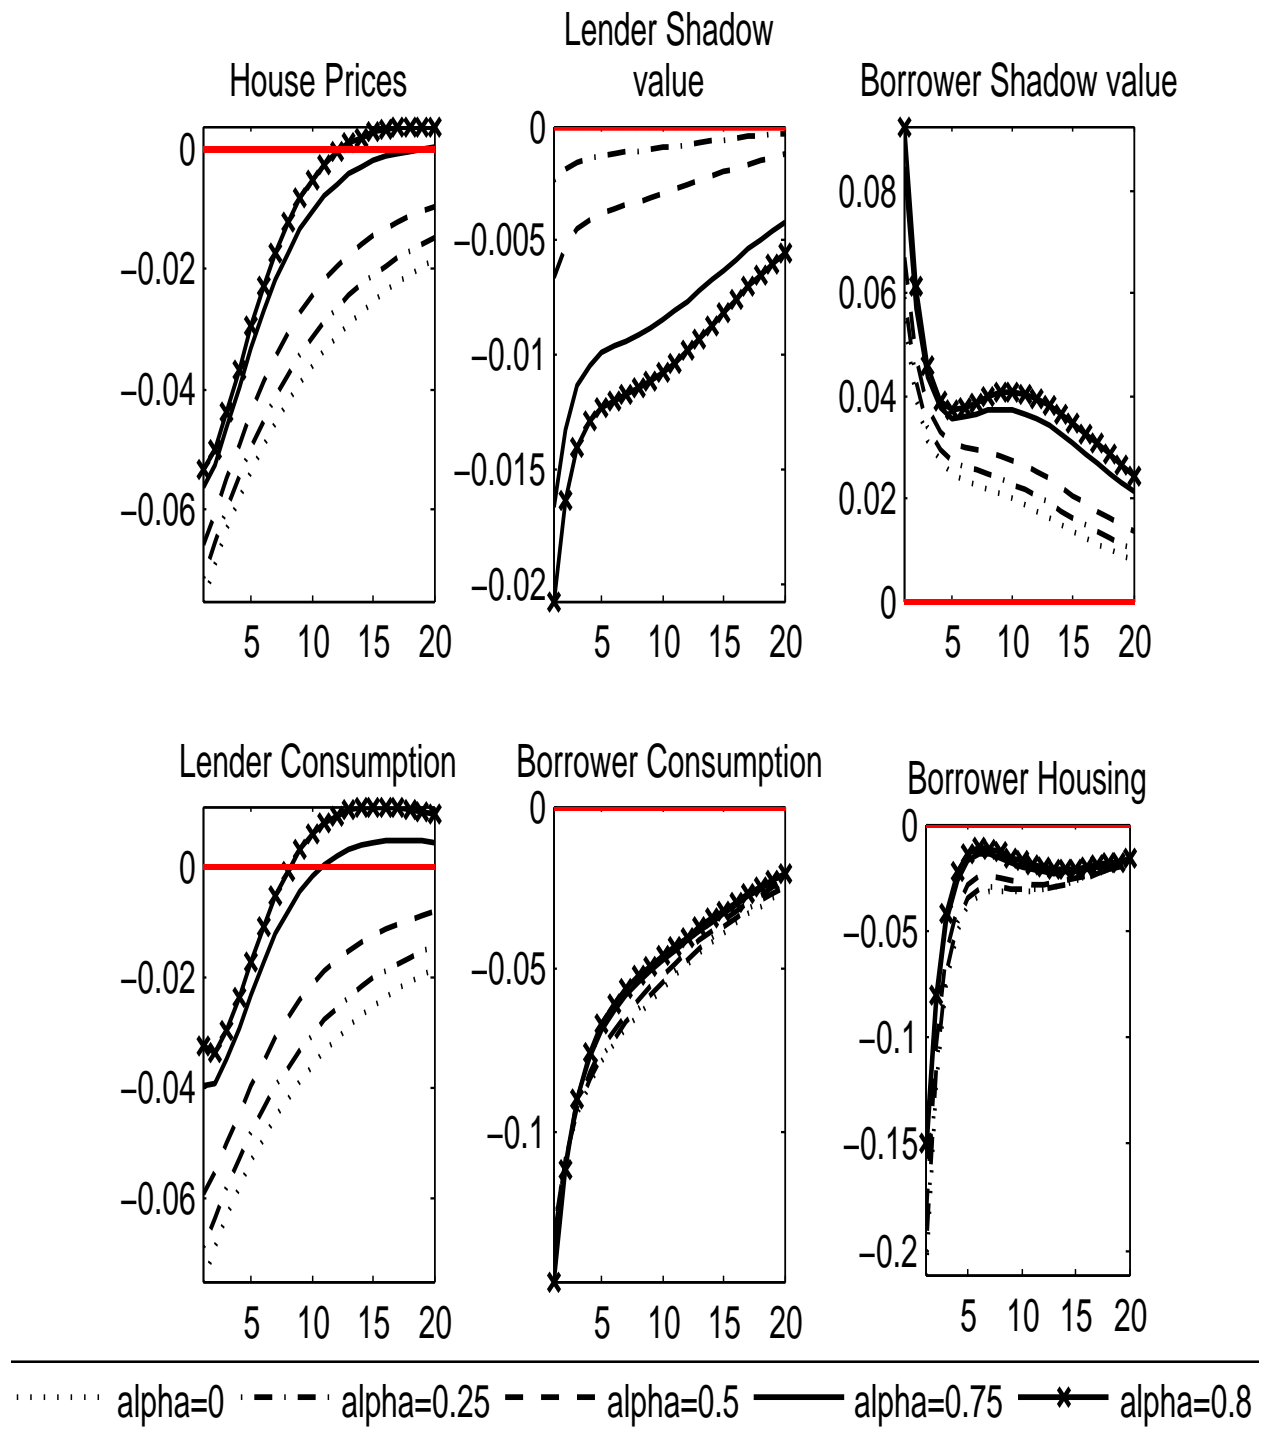 Lender Shadow
House Prices value Borrower Shadow value
0 −0.02 −0.04 −0.06
5 10 15 20
0 −0.005 −0.01 −0.015 −0.02
5 10 15 20
0.08 0.06 0.04 0.02 0
5 10 15 20
Lender Consumption Borrower Consumption Borrower Housing
0 −0.02 −0.04 −0.06
5 10 15 20
0 −0.05 −0.1
5 10 15 20
0 −0.05 −0.1 −0.15 −0.2
5 10 15 20
alpha=0 alpha=0.25 alpha=0.5 alpha=0.75 alpha=0.8